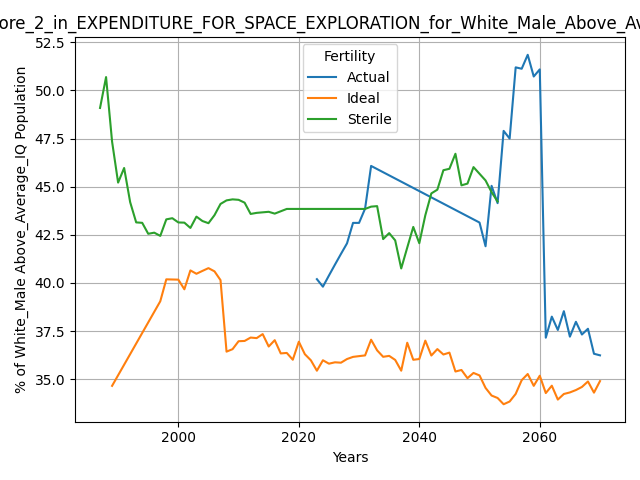 ore_2_in_EXPENDITURE_FOR_SPACE_EXPLORATION_for_White_Male_Above_Av
Fertility
Actual
Ideal
Sterile
52.5
50.0
47.5
45.0
42.5
40.0
37.5
35.0
% of White_Male Above_Average_IQ Population
2000
2020
2040
2060
Years